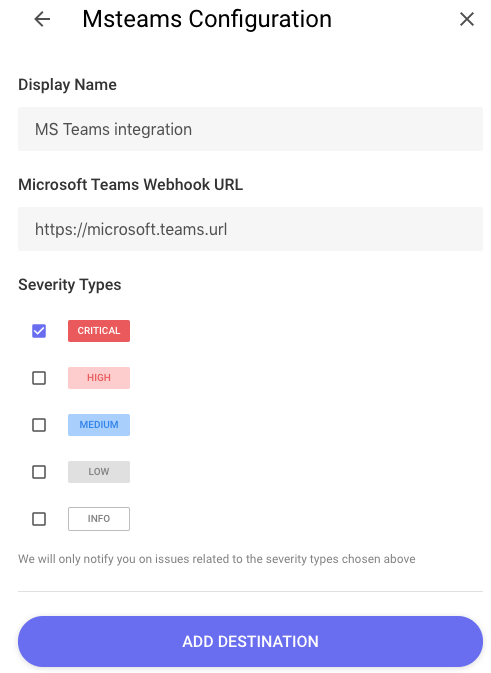 Msteams Configuration
Display Name
MS Teams integration
Microsoft Teams Webhook URL
https://microsoft.teams.url
Severity Types
CRITICAL
HIGH
MEDIUM
LOW
INFO
We will only notify you on issues related to the severity types chosen above
ADD DESTINATION